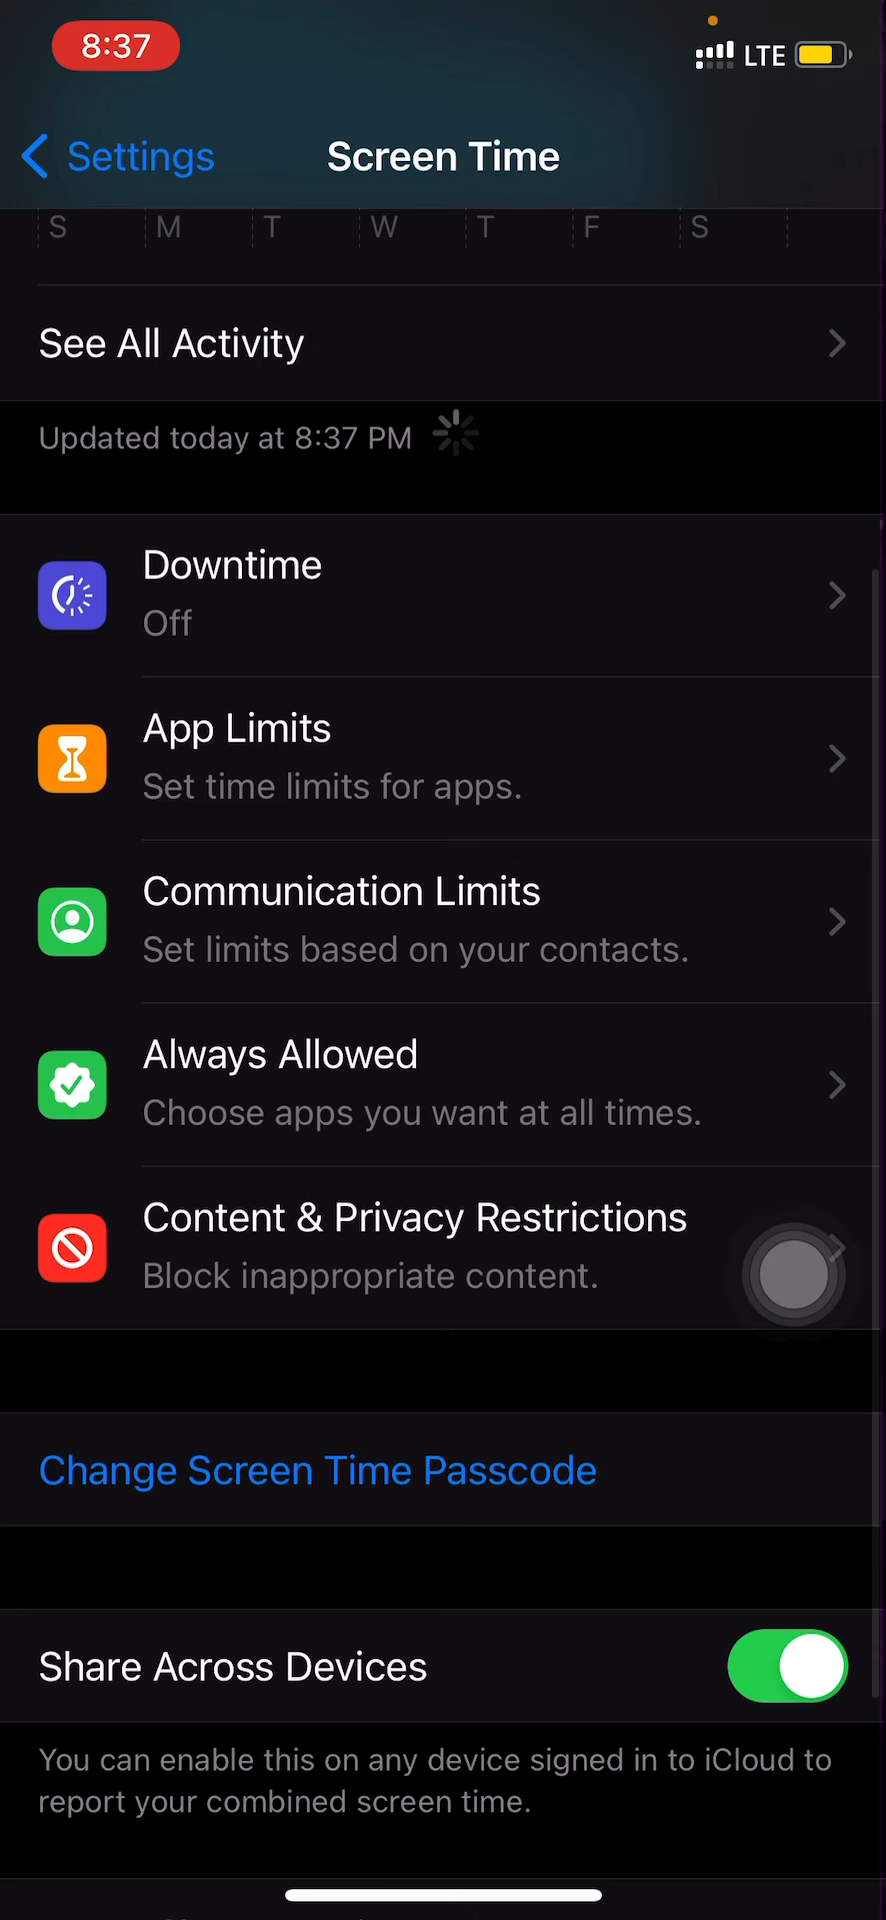 8:37
LTE
Settings
Screen Time
S M T W T F S
See All Activity
Updated today at 8:37 PM
Downtime
Off
App Limits
Set time limits for apps.
Communication Limits
Set limits based on your contacts.
Always Allowed
Choose apps you want at all times.
Content & Privacy Restrictions
Block inappropriate content.
Change Screen Time Passcode
Share Across Devices
You can enable this on any device signed in to iCloud to
report your combined screen time.